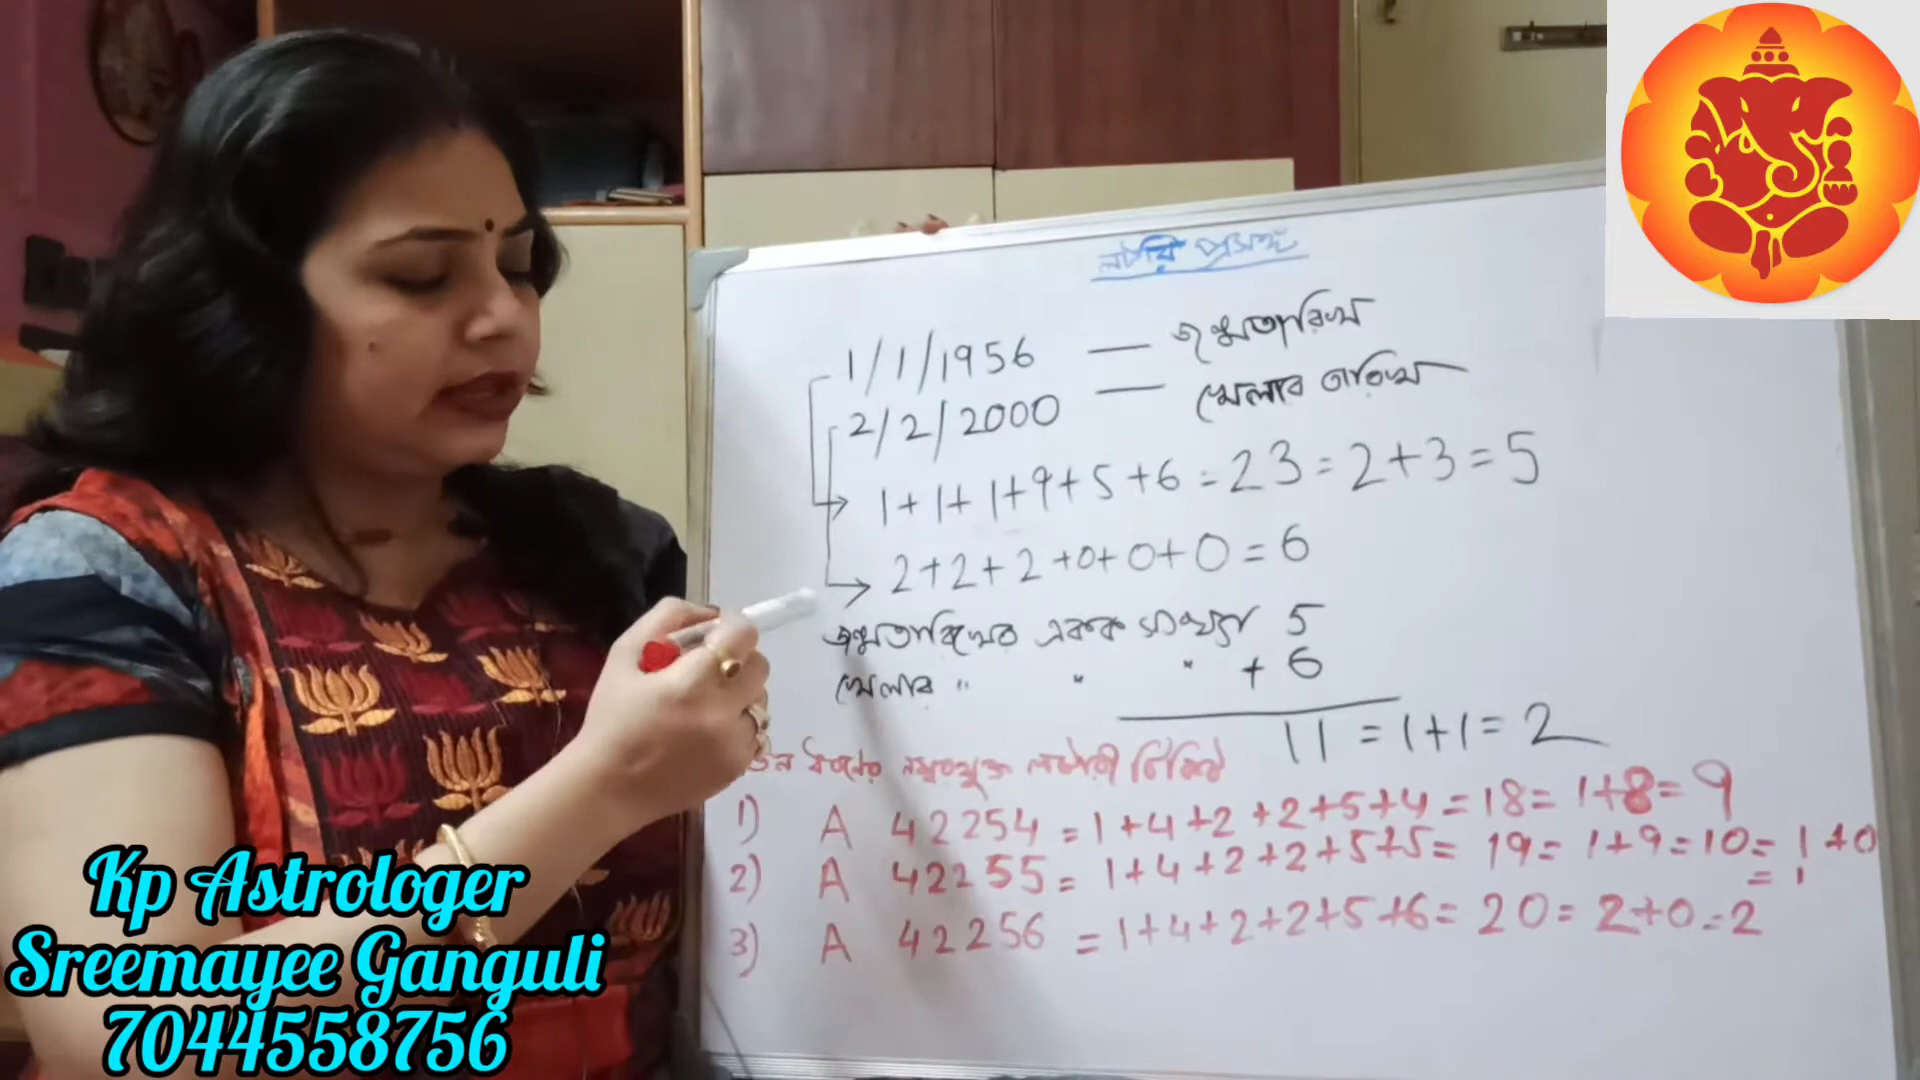 লটারি প্রসঙ্গ
1/1/1956 — জন্মতারিখ
2/2/2000 — খেলার তারিখ
1+1+1+9+5+6 = 23 = 2+3 = 5
2+2+2+0+0+0 = 6
জন্মতারিখের একক সংখ্যা 5
খেলার " " " + 6
11 = 1+1 = 2
তিন ধরনের নম্বরযুক্ত লটারী টিকিট
1) A 42254 = 1+4+2+2+5+4 = 18 = 1+8 = 9
2) A 42255 = 1+4+2+2+5+5 = 19 = 1+9 = 10 = 1+0
= 1
3) A 42256 = 1+4+2+2+5+6 = 20 = 2+0 = 2
Kp Astrologer
Sreemayee Ganguli
7044558756